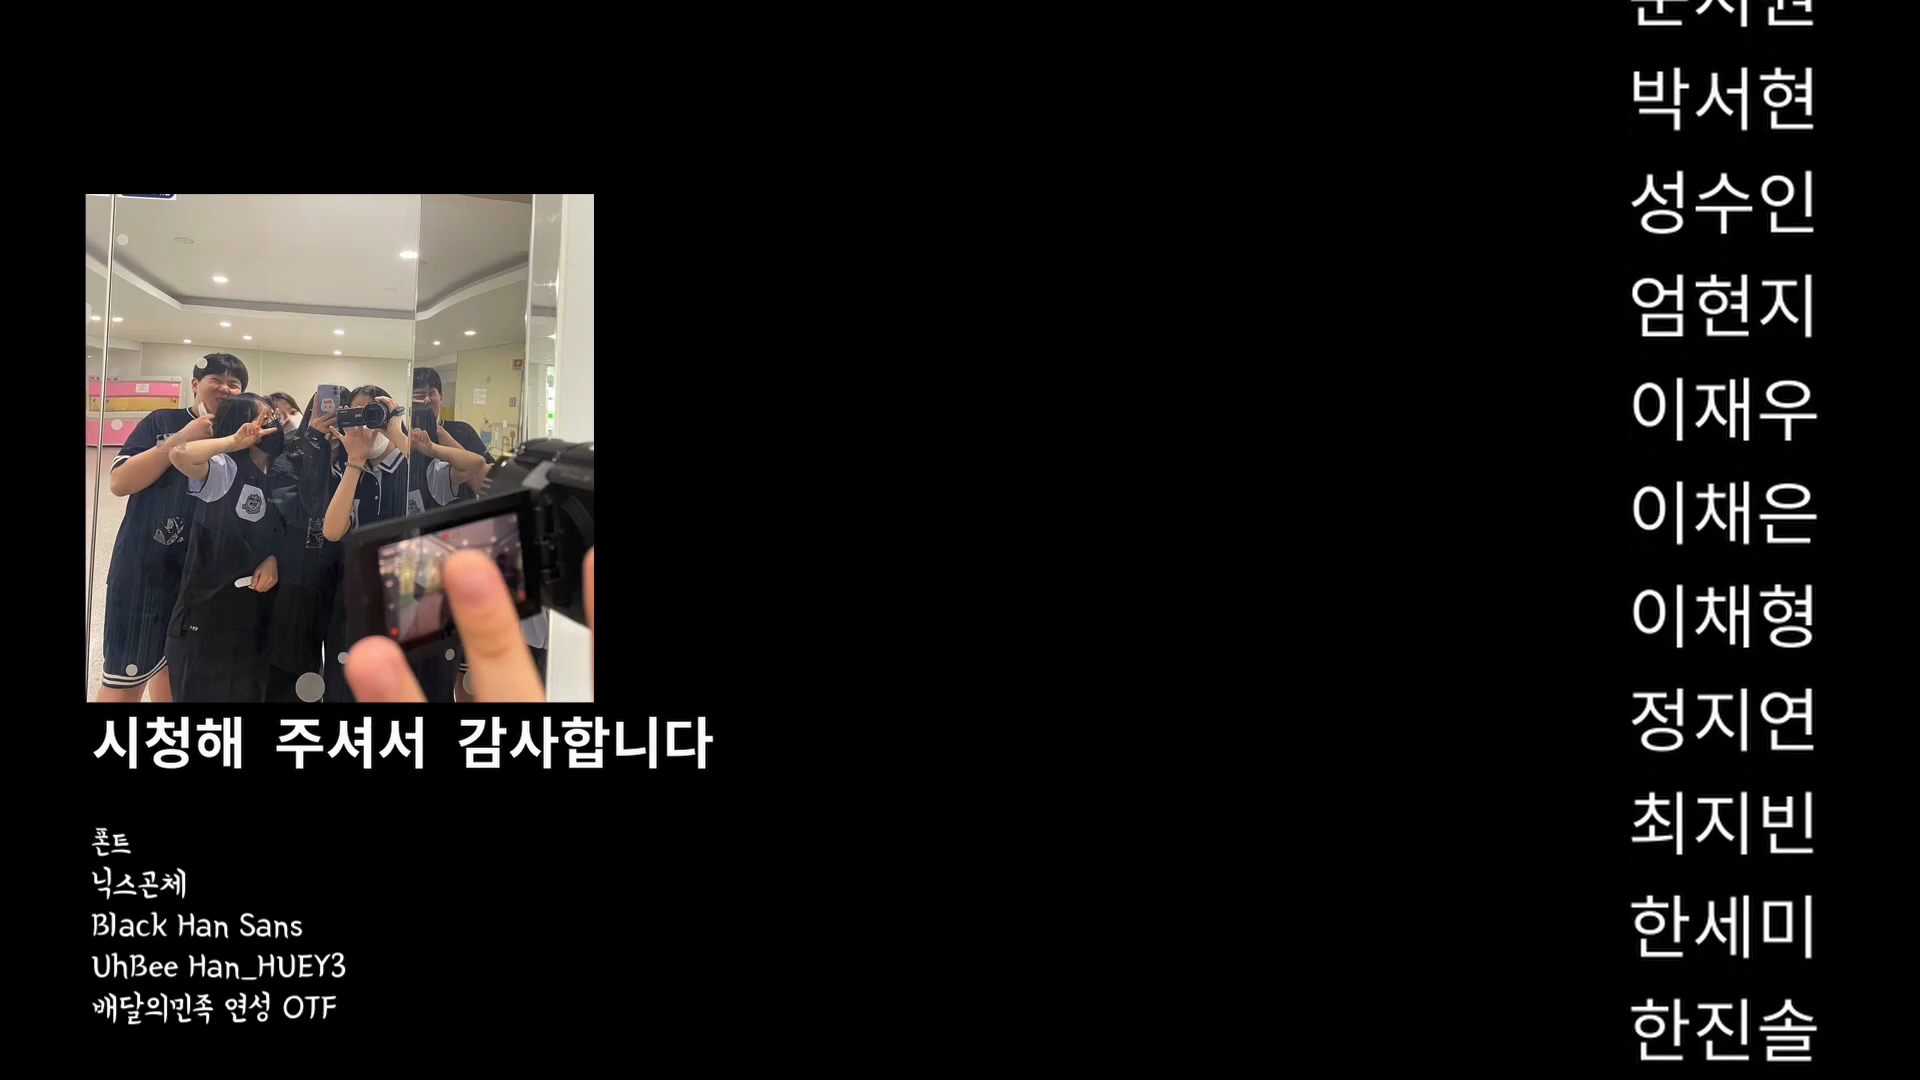 시청해 주셔서 감사합니다
폰트
닉스곤체
Black Han Sans
UhBee Han_HUEY3
배달의민족 연성 OTF
박서현
성수인
엄현지
이재우
이채은
이채형
정지연
최지빈
한세미
한진솔